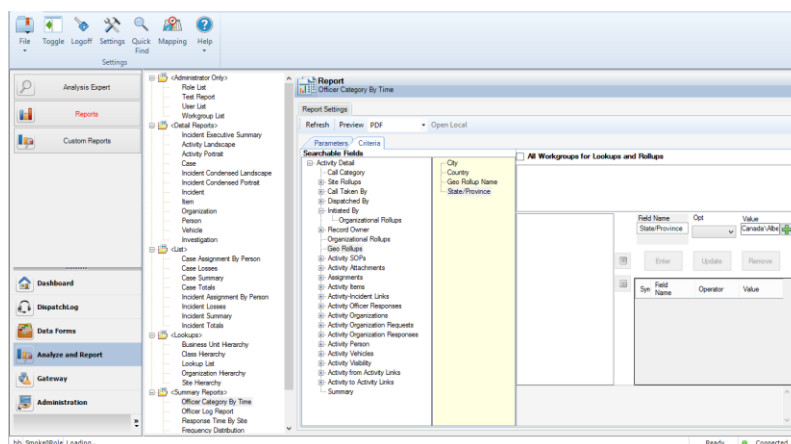 File
Toggle
Logoff
Settings
Quick
Find
Mapping
Help
Settings
Analysis Expert
Reports
Custom Reports
Dashboard
DispatchLog
Data Forms
Analyze and Report
Gateway
Administration
<Administrator Only>
Role List
Test Report
User List
Workgroup List
<Detail Reports>
Incident Executive Summary
Activity Landscape
Activity Potrait
Case
Incident Condensed Landscape
Incident Condensed Portrait
Incident
Item
Organization
Person
Vehicle
Investigation
<List>
Case Assignment By Person
Case Losses
Case Summary
Case Totals
Incident Assignment By Person
Incident Losses
Incident Summary
Incident Totals
<Lookups>
Business Unit Hierarchy
Class Hierarchy
Lookup List
Organization Hierarchy
Site Hierarchy
<Summary Reports>
Officer Category By Time
Officer Log Report
Response Time By Site
Frequency Distribution
Report
Officer Category By Time
Report Settings
Refresh Preview PDF Open Local
Parameters Criteria
Searchable Fields
Activity Detail
Call Category
Site Rollups
Call Taken By
Dispatched By
Initiated By
Organizational Rollups
Record Owner
Organizational Rollups
Geo Rollups
Activity SOPs
Activity Attachments
Assignments
Activity Items
Activity-Incident Links
Activity Officer Responses
Activity Organizations
Activity Organization Requests
Activity Organization Responses
Activity Person
Activity Vehicles
Activity Visibility
Activity from Activity Links
Activity to Activity Links
Summary
City
Country
Geo Rollup Name
State/Province
All Workgroups for Lookups and Rollups
Field Name Opt Value
State/Province Canada\Albe
Enter Update Remove
Syn Field Name Operator Value
Ready Connected